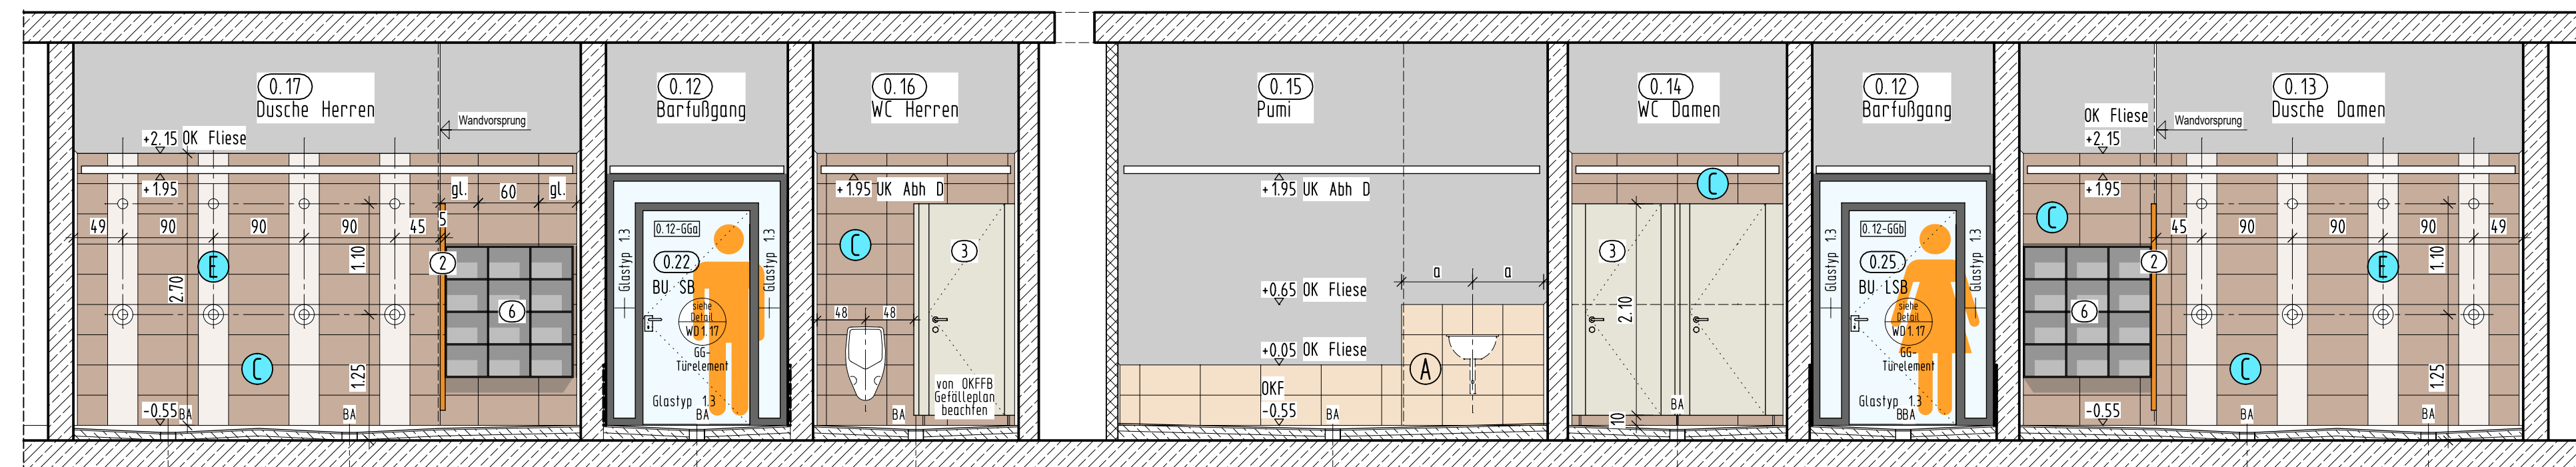 0.17
Dusche Herren
Wandvorsprung
+2.15 OK Fliese
+1.95
gl.
60
gl.
49
90
90
90
45
5
1.10
2.70
E
2
6
C
1.25
-0.55
BA
BA
0.12
Barfußgang
Glastyp 1.3
0.12-GGa
0.22
BU SB
siehe
Detail
WD1.17
GG-
Türelement
Glastyp 1.3
Glastyp 1.3
BA
0.16
WC Herren
+1.95 UK Abh D
C
3
48
48
BA
von OKFFB
Gefälleplan
beachten
0.15
Pumi
+1.95 UK Abh D
+0.65 OK Fliese
+0.05 OK Fliese
OKF
-0.55
BA
a
a
A
0.14
WC Damen
C
3
2.10
10
BA
0.12
Barfußgang
Glastyp 1.3
0.12-GGb
0.25
BU LSB
siehe
Detail
WD1.17
GG-
Türelement
Glastyp 1.3
Glastyp 1.3
BBA
0.13
Dusche Damen
OK Fliese
+2.15
Wandvorsprung
+1.95
C
45
90
90
90
49
2
E
1.10
6
C
1.25
-0.55
BA
BA